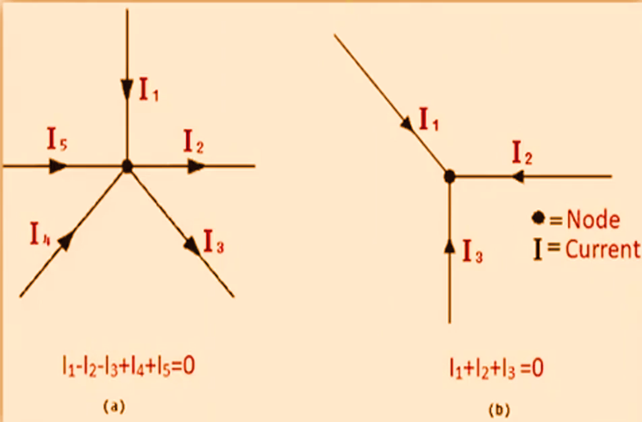 I₁
I₅
I₂
I₄
I₃
I₁-I₂-I₃+I₄+I₅=0
(a)
I₁
I₂
I₃
=Node
I=Current
I₁+I₂+I₃=0
(b)